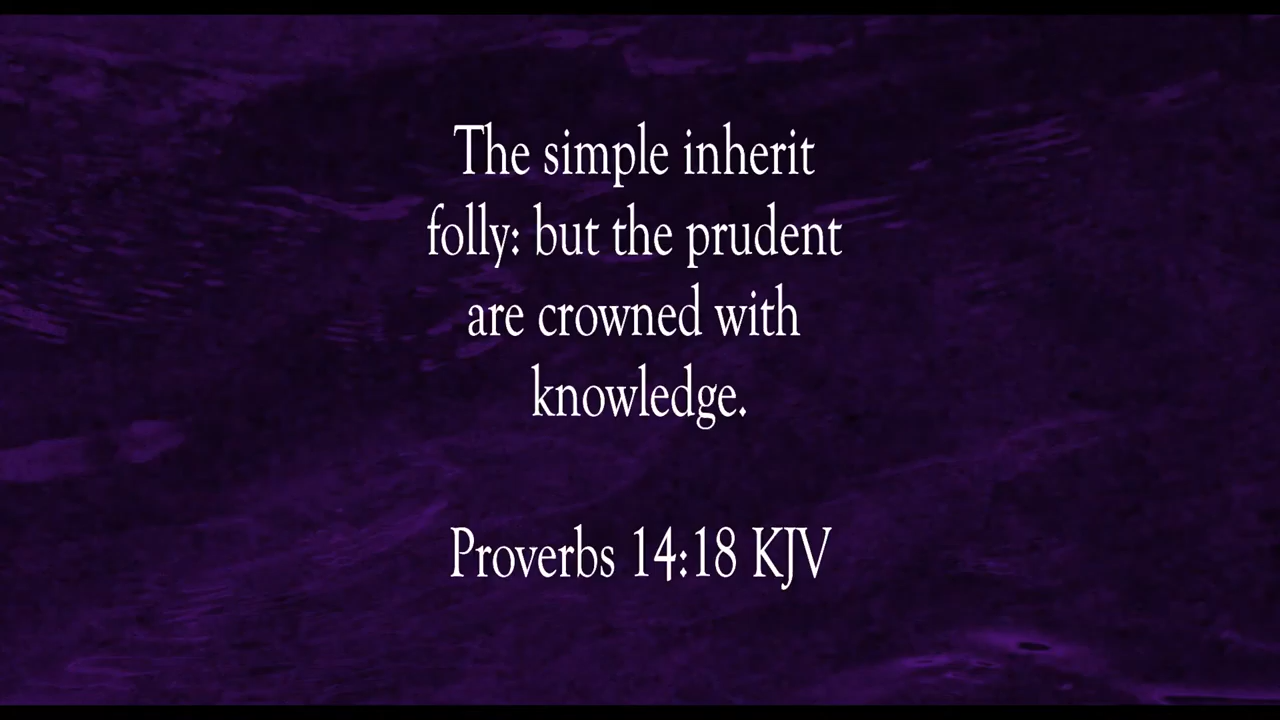 The simple inherit
folly: but the prudent
are crowned with
knowledge.
Proverbs 14:18 KJV